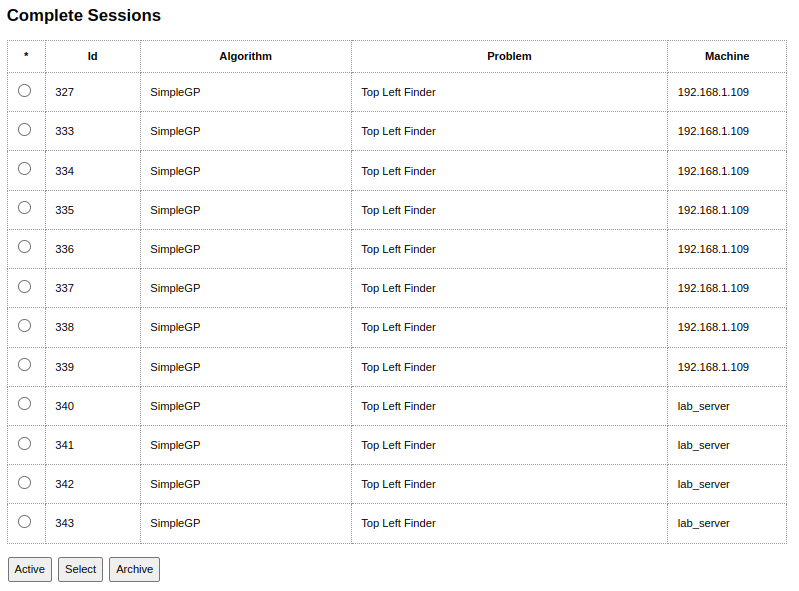 Complete Sessions
* Id Algorithm Problem Machine
327 SimpleGP Top Left Finder 192.168.1.109
333 SimpleGP Top Left Finder 192.168.1.109
334 SimpleGP Top Left Finder 192.168.1.109
335 SimpleGP Top Left Finder 192.168.1.109
336 SimpleGP Top Left Finder 192.168.1.109
337 SimpleGP Top Left Finder 192.168.1.109
338 SimpleGP Top Left Finder 192.168.1.109
339 SimpleGP Top Left Finder 192.168.1.109
340 SimpleGP Top Left Finder lab_server
341 SimpleGP Top Left Finder lab_server
342 SimpleGP Top Left Finder lab_server
343 SimpleGP Top Left Finder lab_server
Active Select Archive